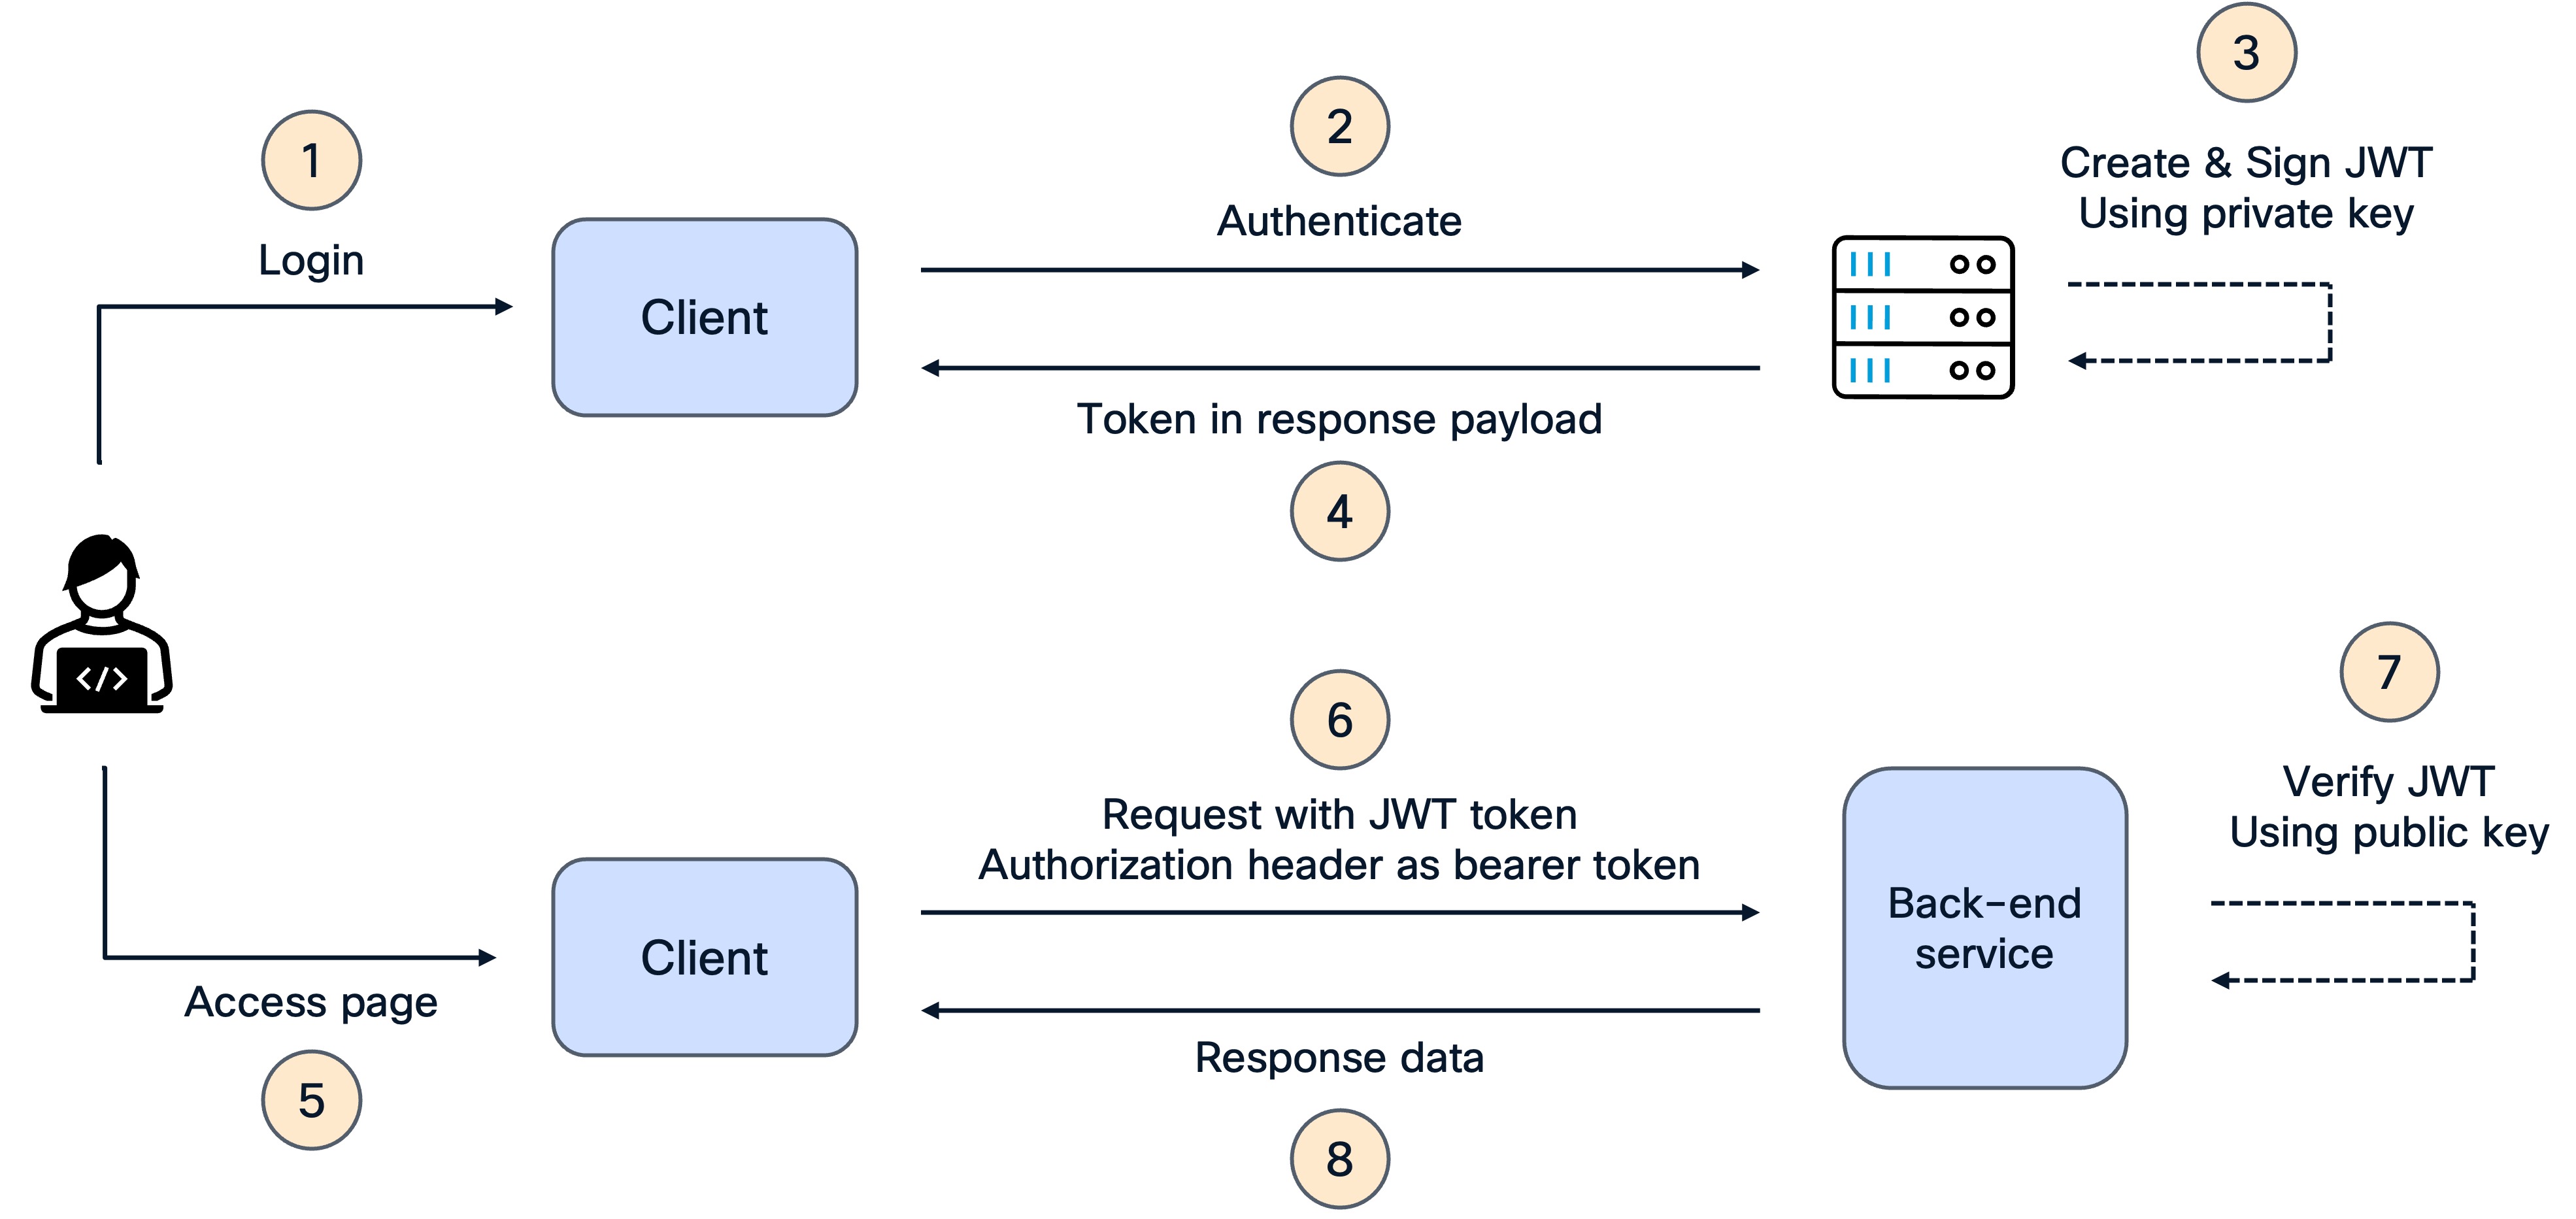 1
Login
Client
2
Authenticate
3
Create & Sign JWT
Using private key
Token in response payload
4
</>
5
Access page
Client
6
Request with JWT token
Authorization header as bearer token
Back-end
service
7
Verify JWT
Using public key
Response data
8